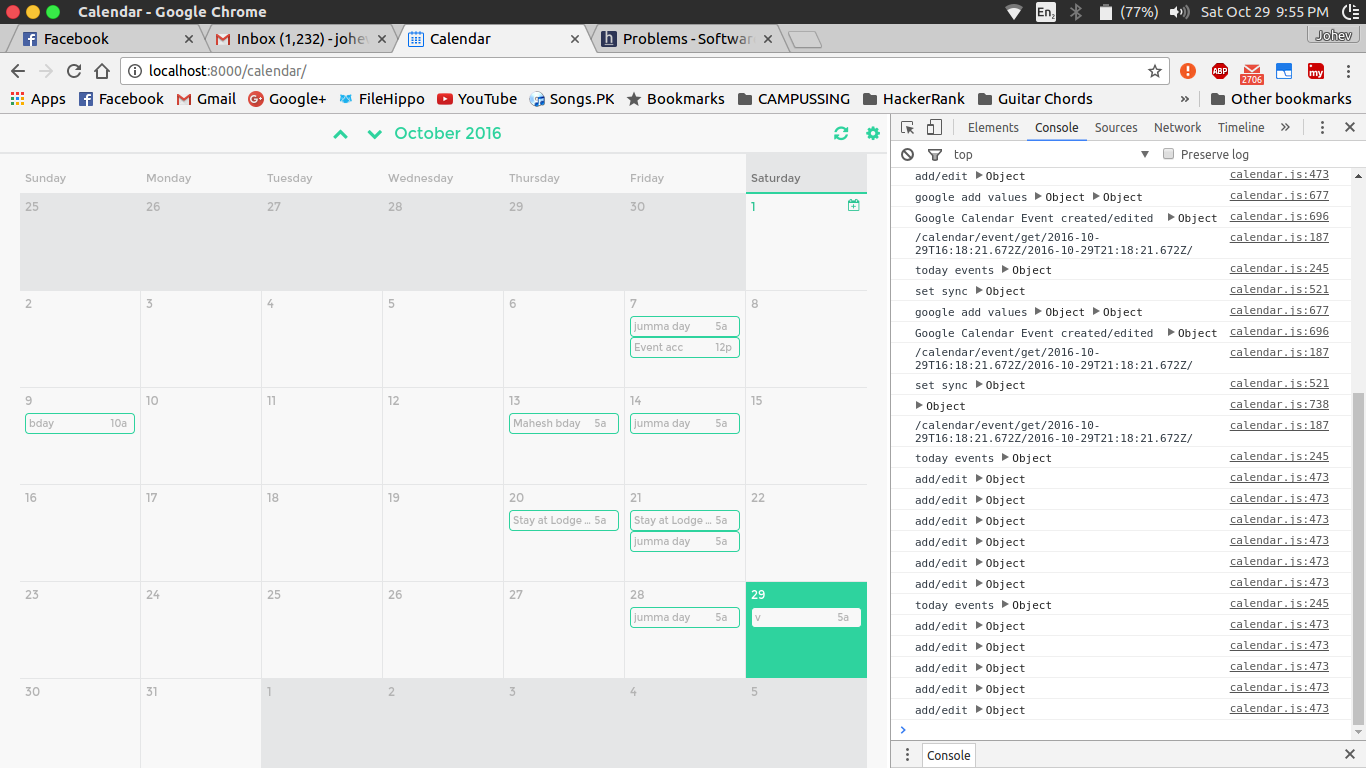 Calendar - Google Chrome
En2
(77%)
Sat Oct 29 9:55 PM
Facebook
Inbox (1,232) - johev
Calendar
Problems - Softwar
Johev
localhost:8000/calendar/
ABP
2706
my
Apps
Facebook
Gmail
Google+
FileHippo
YouTube
Songs.PK
Bookmarks
CAMPUSSING
HackerRank
Guitar Chords
»
Other bookmarks
October 2016
Sunday Monday Tuesday Wednesday Thursday Friday Saturday
25 26 27 28 29 30 1
2 3 4 5 6 7 8
jumma day 5a
Event acc 12p
9 10 11 12 13 14 15
bday 10a Mahesh bday 5a jumma day 5a
16 17 18 19 20 21 22
Stay at Lodge ... 5a Stay at Lodge ... 5a
jumma day 5a
23 24 25 26 27 28 29
jumma day 5a v 5a
30 31 1 2 3 4 5
Elements Console Sources Network Timeline »
top
Preserve log
add/edit Object calendar.js:473
google add values Object Object calendar.js:677
Google Calendar Event created/edited Object calendar.js:696
/calendar/event/get/2016-10- calendar.js:187
29T16:18:21.672Z/2016-10-29T21:18:21.672Z/
today events Object calendar.js:245
set sync Object calendar.js:521
google add values Object Object calendar.js:677
Google Calendar Event created/edited Object calendar.js:696
/calendar/event/get/2016-10- calendar.js:187
29T16:18:21.672Z/2016-10-29T21:18:21.672Z/
set sync Object calendar.js:521
Object calendar.js:738
/calendar/event/get/2016-10- calendar.js:187
29T16:18:21.672Z/2016-10-29T21:18:21.672Z/
today events Object calendar.js:245
add/edit Object calendar.js:473
add/edit Object calendar.js:473
add/edit Object calendar.js:473
add/edit Object calendar.js:473
add/edit Object calendar.js:473
add/edit Object calendar.js:473
today events Object calendar.js:245
add/edit Object calendar.js:473
add/edit Object calendar.js:473
add/edit Object calendar.js:473
add/edit Object calendar.js:473
add/edit Object calendar.js:473
Console